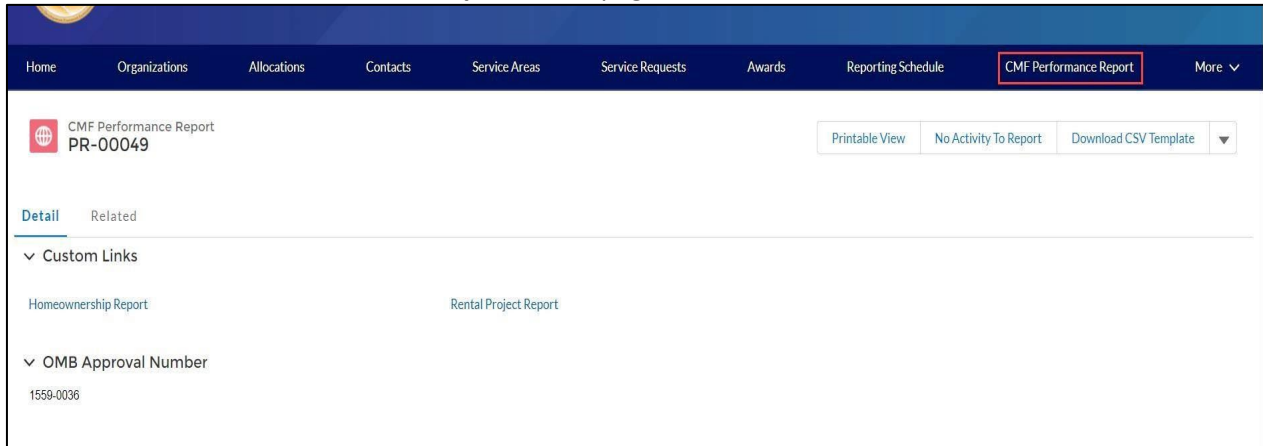 Home Organizations Allocations Contacts Service Areas Service Requests Awards Reporting Schedule CMF Performance Report More
CMF Performance Report
PR-00049
Printable View No Activity To Report Download CSV Template
Detail Related
Custom Links
Homeownership Report Rental Project Report
OMB Approval Number
1559-0036